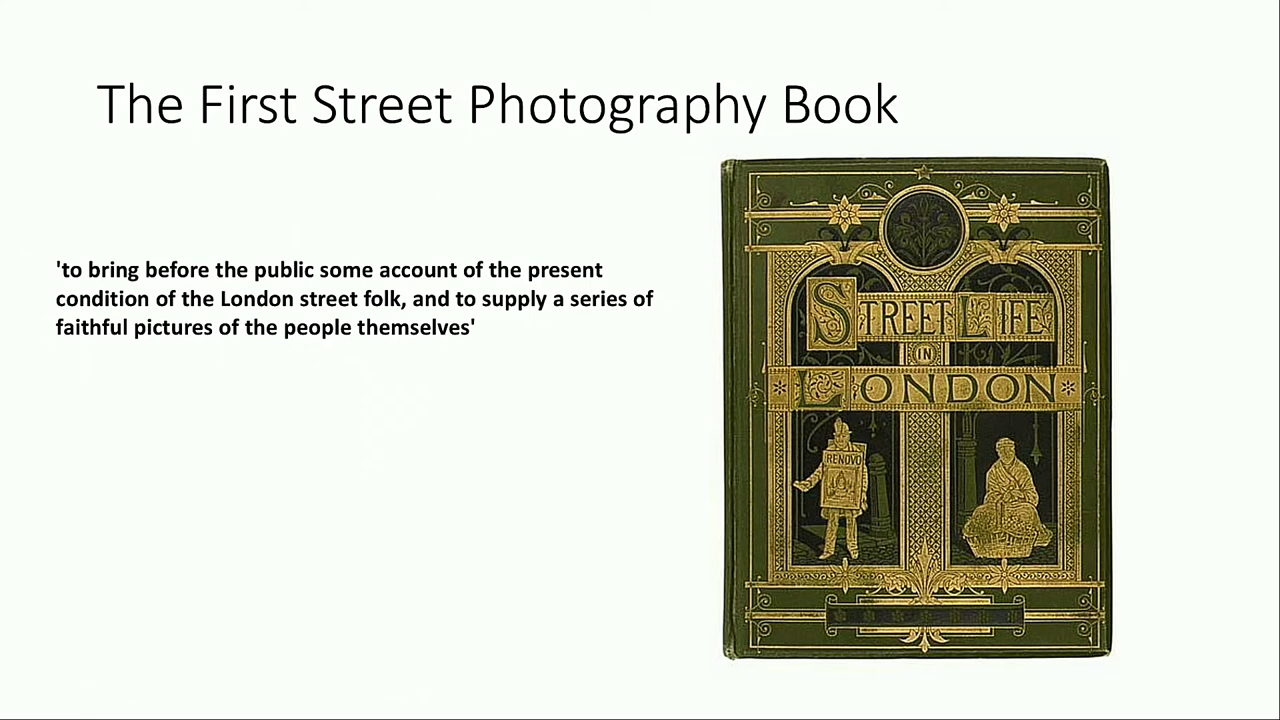 The First Street Photography Book
'to bring before the public some account of the present
condition of the London street folk, and to supply a series of
faithful pictures of the people themselves'
STREET LIFE
IN
LONDON
RENOVO